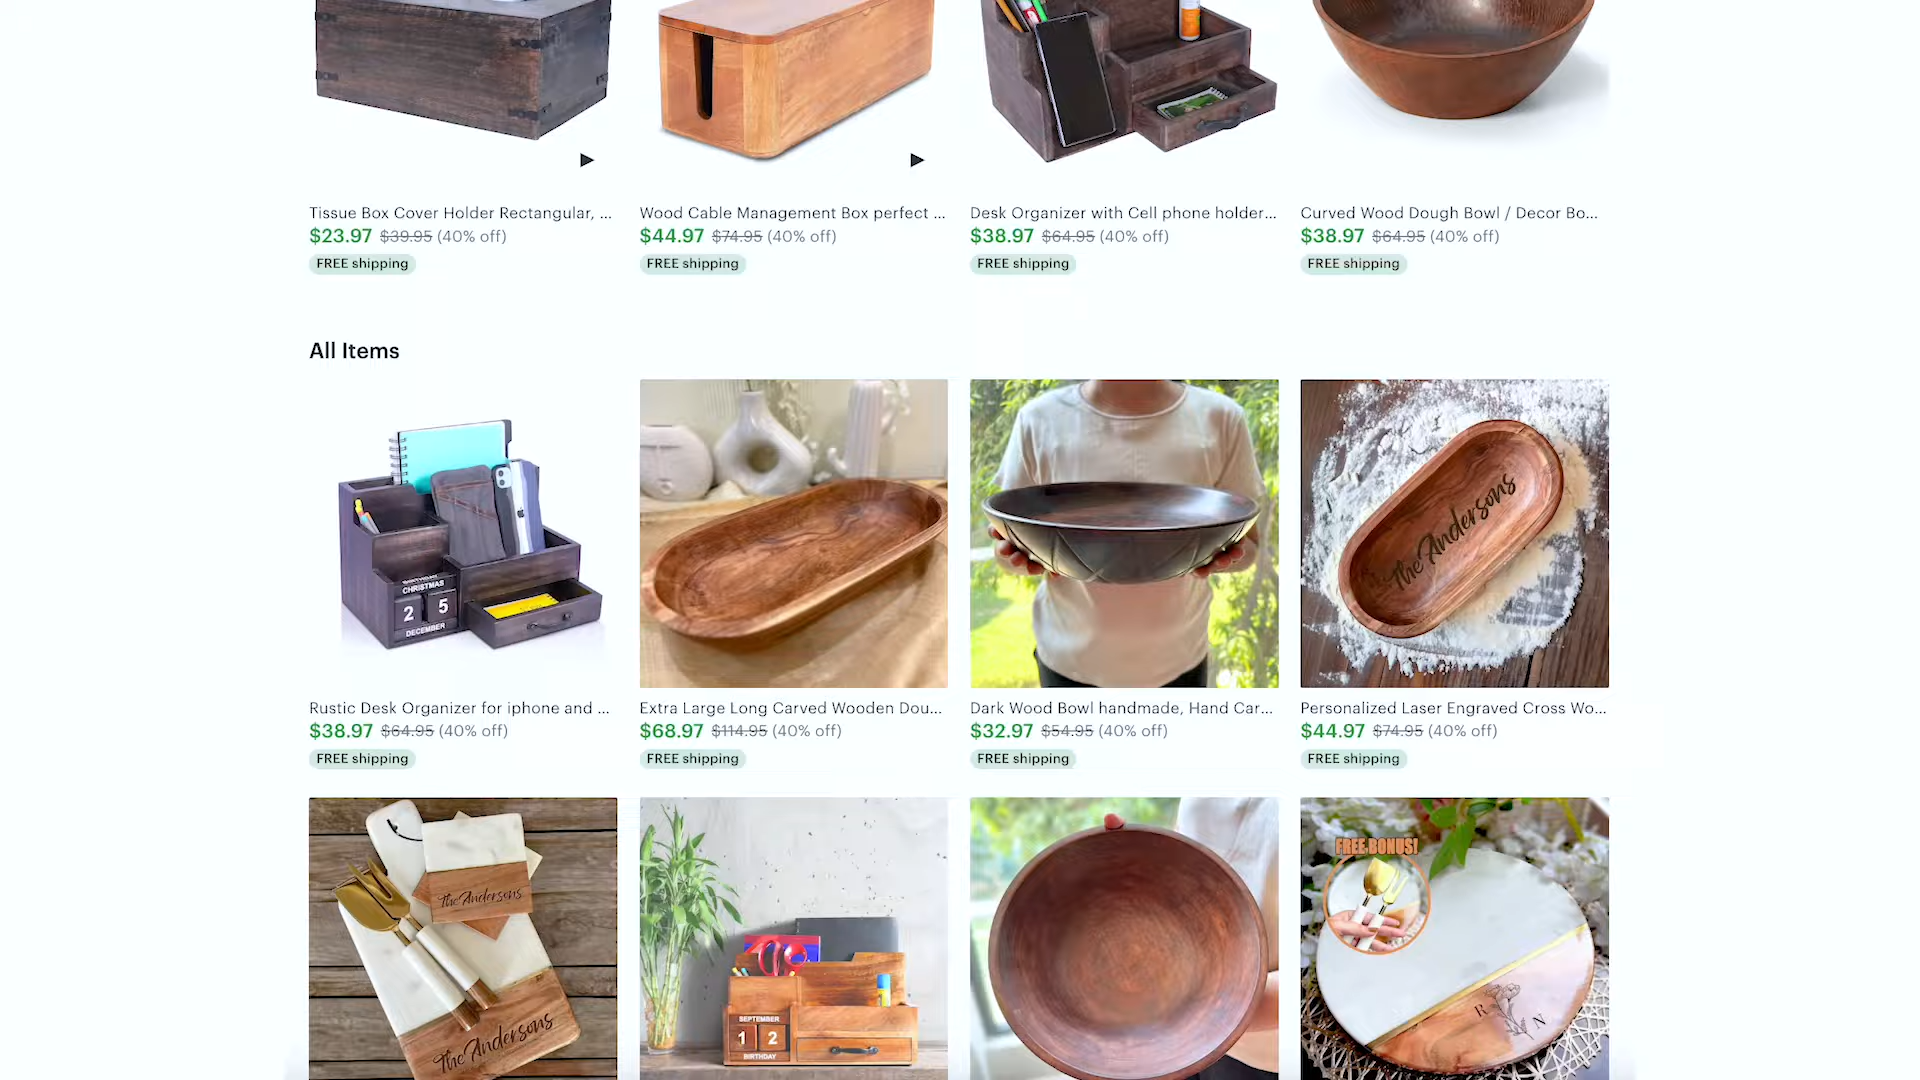 Tissue Box Cover Holder Rectangular, ...
$23.97 $39.95 (40% off)
FREE shipping
Wood Cable Management Box perfect ...
$44.97 $74.95 (40% off)
FREE shipping
Desk Organizer with Cell phone holder...
$38.97 $64.95 (40% off)
FREE shipping
Curved Wood Dough Bowl / Decor Bo...
$38.97 $64.95 (40% off)
FREE shipping
All Items
CHRISTMAS
2 5
DECEMBER
The Andersons
Rustic Desk Organizer for iphone and ...
$38.97 $64.95 (40% off)
FREE shipping
Extra Large Long Carved Wooden Dou...
$68.97 $114.95 (40% off)
FREE shipping
Dark Wood Bowl handmade, Hand Car...
$32.97 $54.95 (40% off)
FREE shipping
Personalized Laser Engraved Cross Wo...
$44.97 $74.95 (40% off)
FREE shipping
The Andersons
The Andersons
SEPTEMBER
1 2
BIRTHDAY
FREE BONUS!
R N